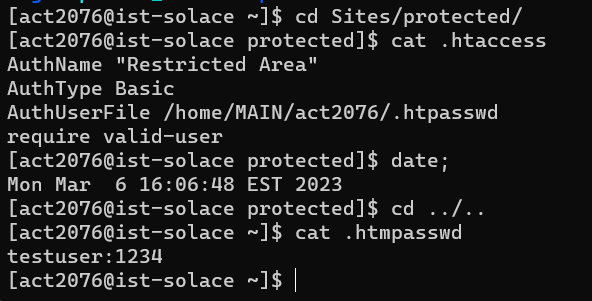 [act2076@ist-solace ~]$ cd Sites/protected/
[act2076@ist-solace protected]$ cat .htaccess
AuthName "Restricted Area"
AuthType Basic
AuthUserFile /home/MAIN/act2076/.htpasswd
require valid-user
[act2076@ist-solace protected]$ date;
Mon Mar  6 16:06:48 EST 2023
[act2076@ist-solace protected]$ cd ../..
[act2076@ist-solace ~]$ cat .htmpasswd
testuser:1234
[act2076@ist-solace ~]$